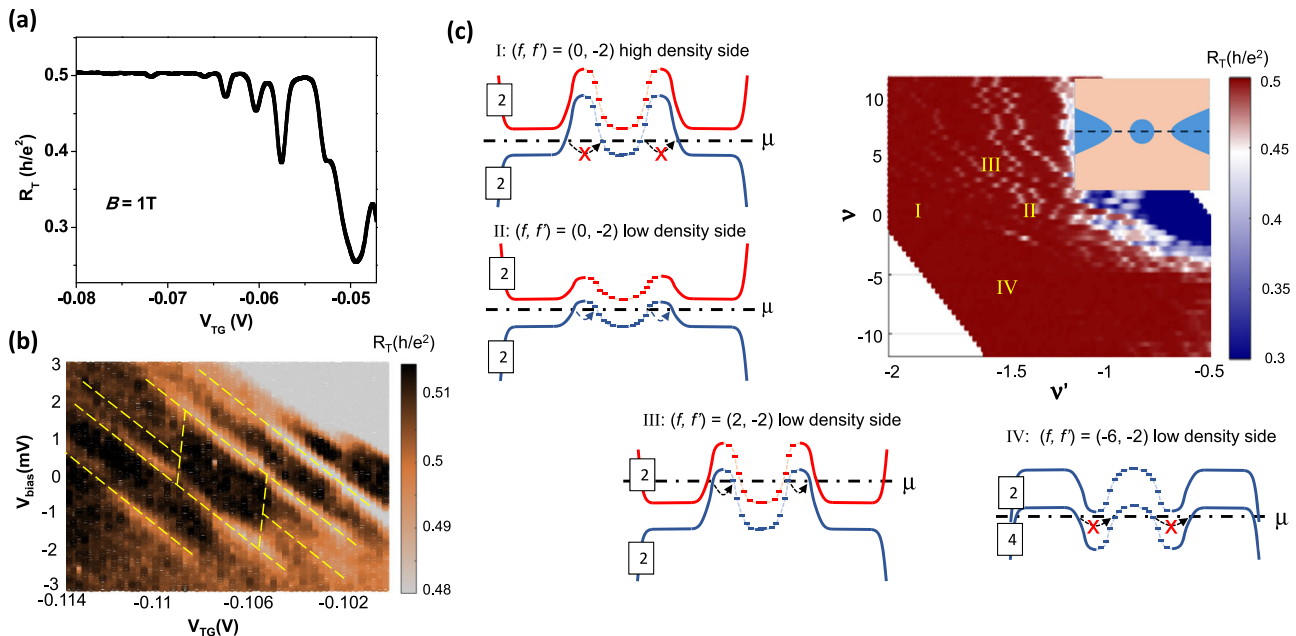 (a)
R_T (h/e²)
0.5
0.4
0.3
B = 1T
-0.08
-0.07
-0.06
-0.05
V_TG (V)
(b)
R_T(h/e²)
V_bias(mV)
3
2
1
0
-1
-2
-3
-0.114
-0.11
-0.106
-0.102
V_TG(V)
0.51
0.5
0.49
0.48
(c)
I: (f, f') = (0, -2) high density side
2
μ
X
X
2
II: (f, f') = (0, -2) low density side
2
μ
2
R_T(h/e²)
ν
10
5
0
-5
-10
I
II
III
IV
-2
-1.5
-1
-0.5
ν'
0.5
0.45
0.4
0.35
0.3
III: (f, f') = (2, -2) low density side
2
μ
2
IV: (f, f') = (-6, -2) low density side
2
μ
4
X
X